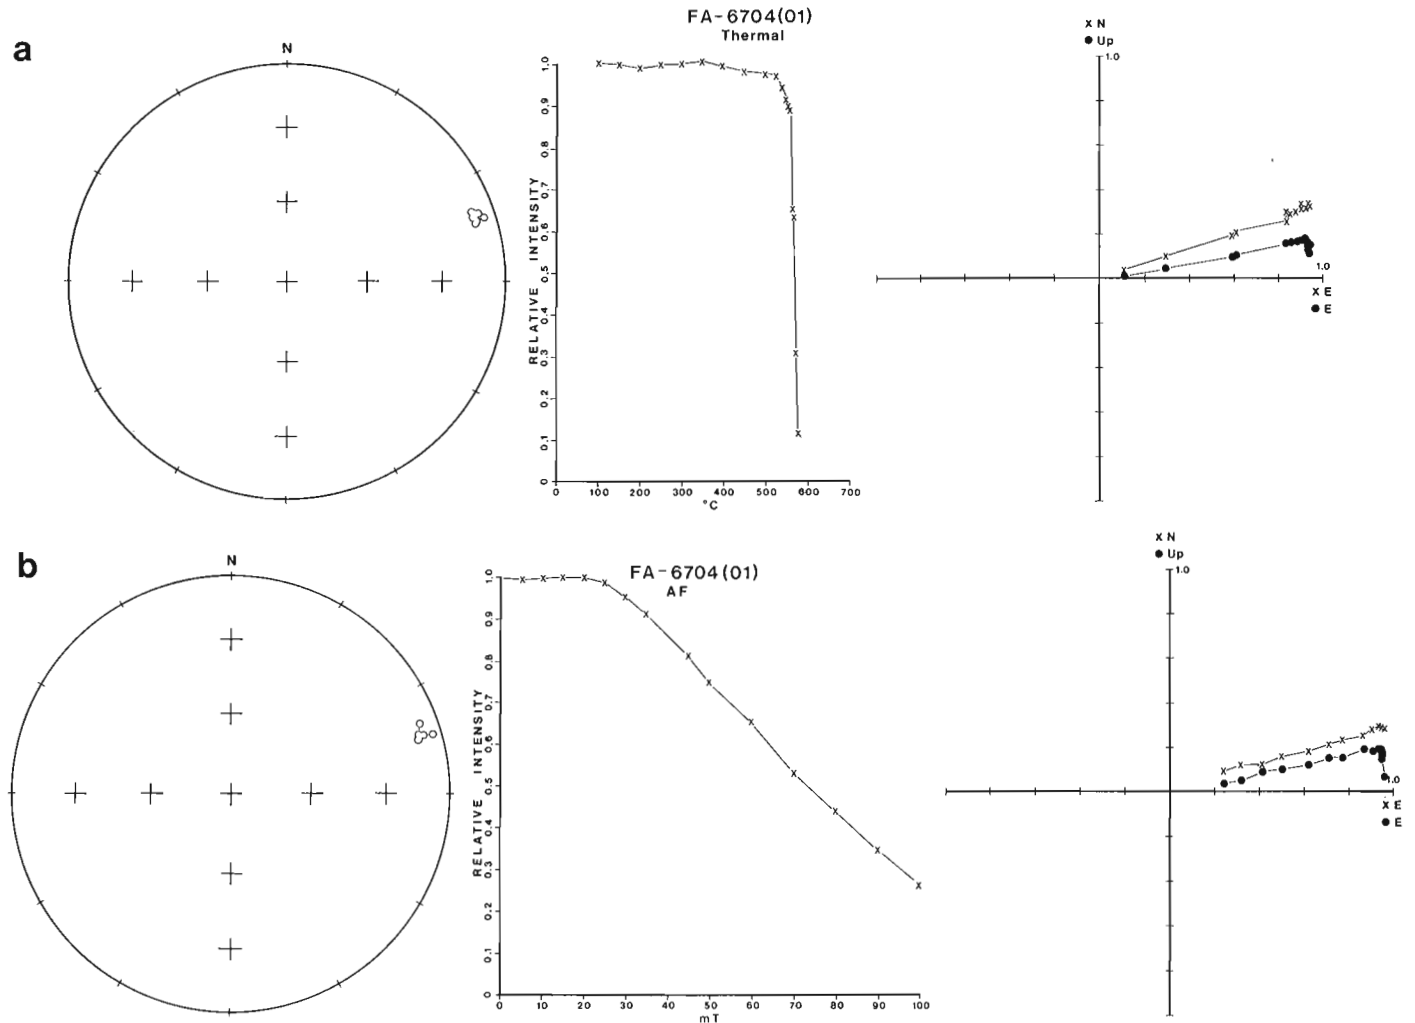 a
N
FA-6704(01)
Thermal
RELATIVE INTENSITY
1.0
0.9
0.8
0.7
0.6
0.5
0.4
0.3
0.2
0.1
0
0 100 200 300 400 500 600 700
°C
x N
● Up
1.0
1.0
x E
● E
b
N
FA-6704(01)
AF
RELATIVE INTENSITY
1.0
0.9
0.8
0.7
0.6
0.5
0.4
0.3
0.2
0.1
0
0 10 20 30 40 50 60 70 80 90 100
mT
x N
● Up
1.0
1.0
x E
● E